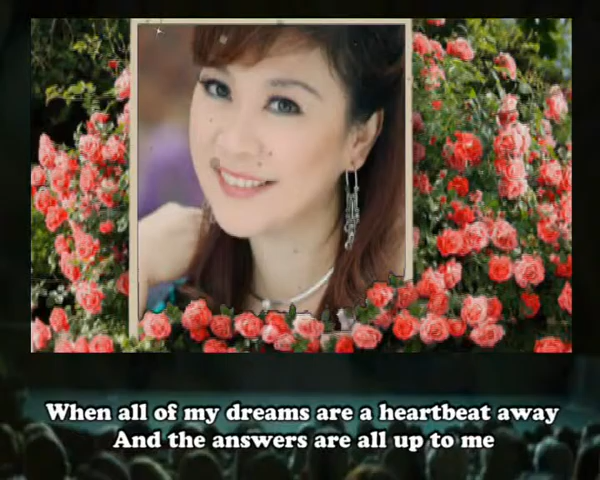 When all of my dreams are a heartbeat away
And the answers are all up to me